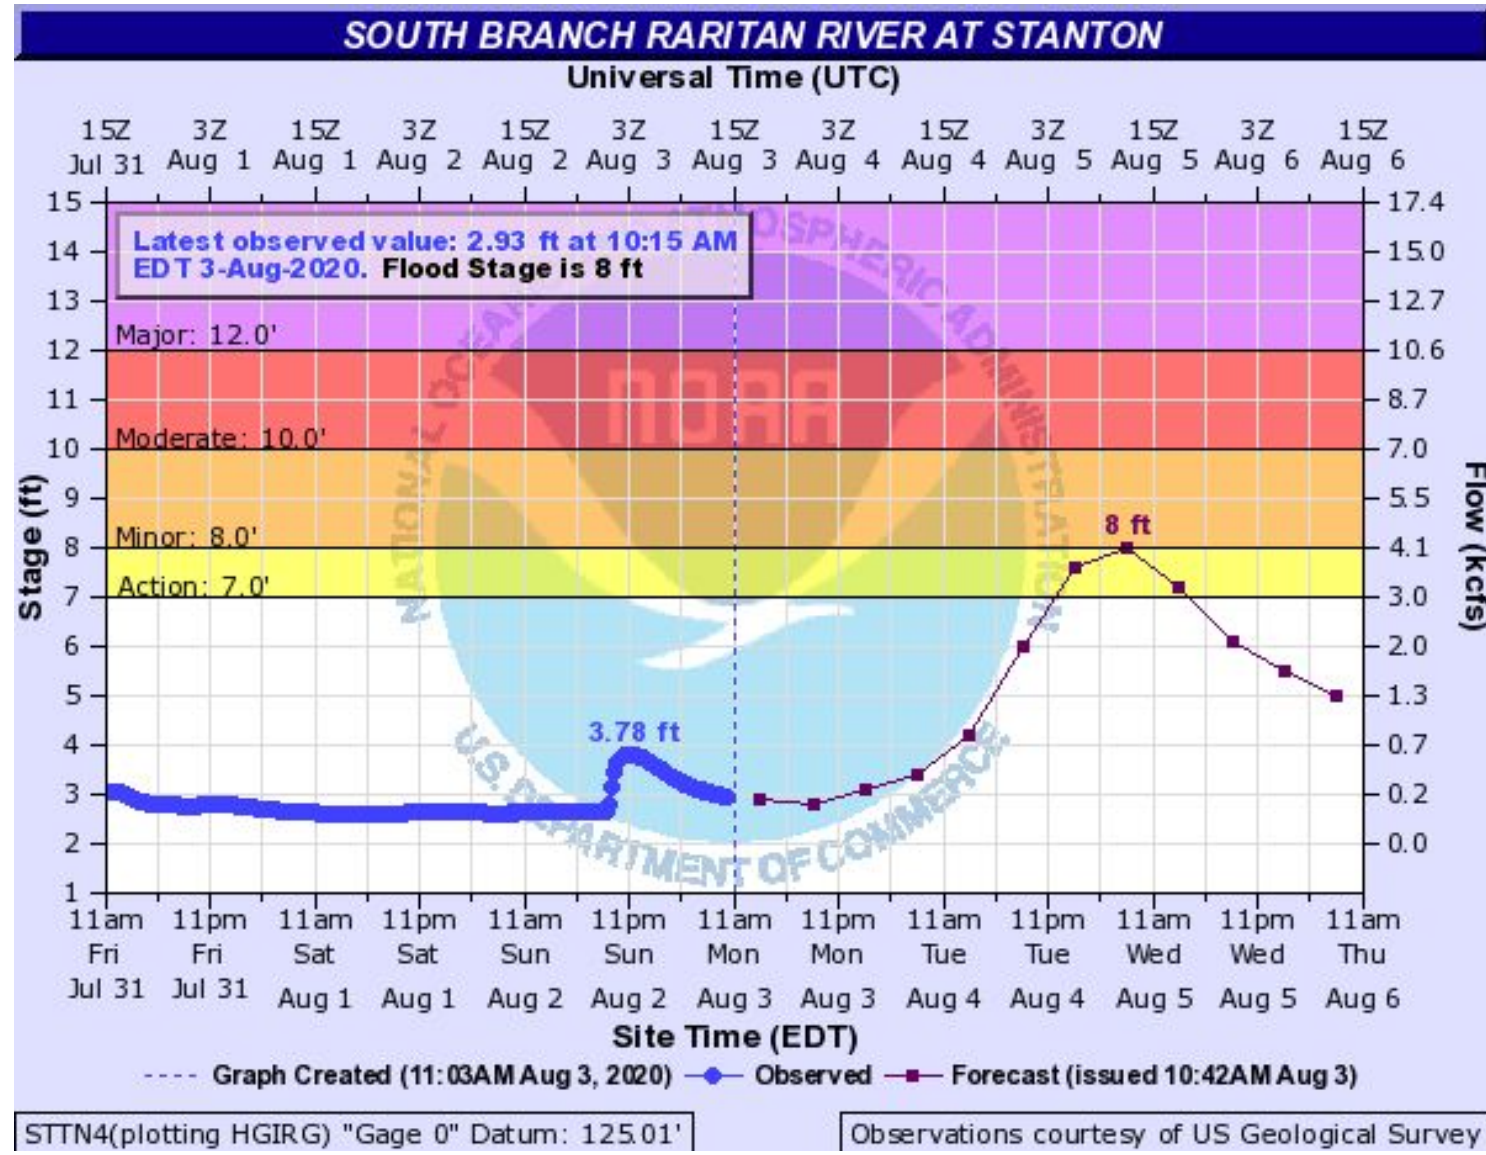 SOUTH BRANCH RARITAN RIVER AT STANTON
Universal Time (UTC)
15Z 3Z 15Z 3Z 15Z 3Z 15Z 3Z 15Z 3Z 15Z 3Z 15Z
Jul 31 Aug 1 Aug 1 Aug 2 Aug 2 Aug 3 Aug 3 Aug 4 Aug 4 Aug 5 Aug 5 Aug 6 Aug 6
15 17.4
Latest observed value: 2.93 ft at 10:15 AM
EDT 3-Aug-2020. Flood Stage is 8 ft
14 15.0
13 12.7
Major: 12.0'
12 10.6
11 8.7
Moderate: 10.0'
10 7.0
9 5.5
8 ft
Minor: 8.0'
8 4.1
Action: 7.0'
7 3.0
6 2.0
5 1.3
3.78 ft
4 0.7
3 0.2
2 0.0
1
Stage (ft)
Flow (kcfs)
NATIONAL OCEANIC ATMOSPHERIC ADMINISTRATION
NOAA
U.S. DEPARTMENT OF COMMERCE
11am 11pm 11am 11pm 11am 11pm 11am 11pm 11am 11pm 11am 11pm 11am
Fri Fri Sat Sat Sun Sun Mon Mon Tue Tue Wed Wed Thu
Jul 31 Jul 31 Aug 1 Aug 1 Aug 2 Aug 2 Aug 3 Aug 3 Aug 4 Aug 4 Aug 5 Aug 5 Aug 6
Site Time (EDT)
Graph Created (11:03AM Aug 3, 2020) Observed Forecast (issued 10:42AM Aug 3)
STTN4(plotting HGIRG) "Gage 0" Datum: 125.01'
Observations courtesy of US Geological Survey